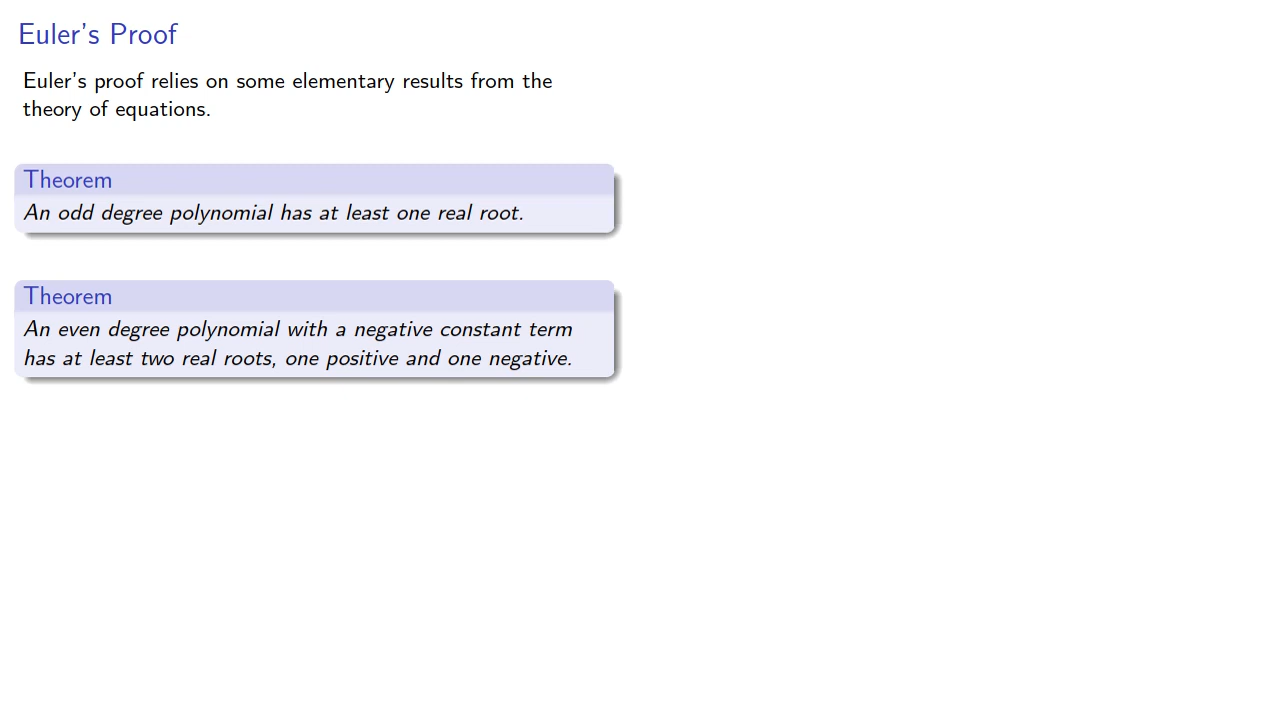 Euler's Proof
Euler's proof relies on some elementary results from the
theory of equations.
Theorem
An odd degree polynomial has at least one real root.
Theorem
An even degree polynomial with a negative constant term
has at least two real roots, one positive and one negative.